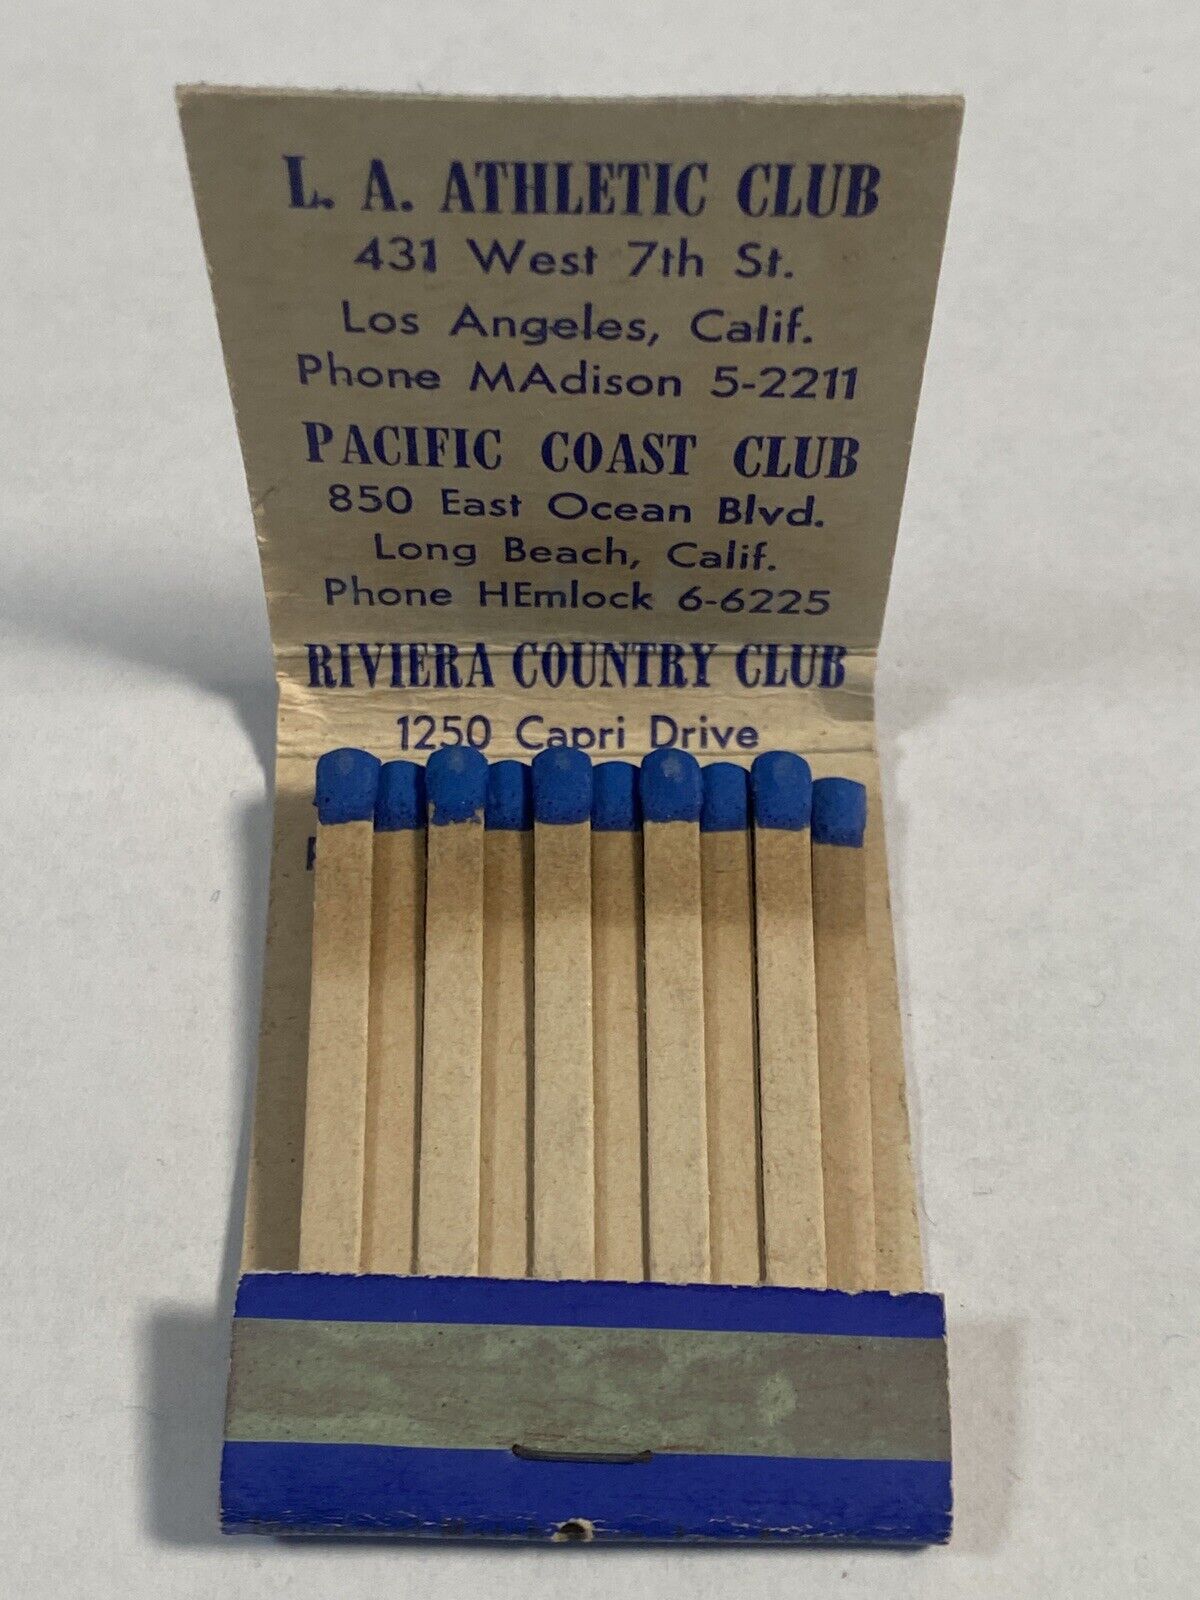 L. A. ATHLETIC CLUB
431 West 7th St.
Los Angeles, Calif.
Phone MAdison 5-2211
PACIFIC COAST CLUB
850 East Ocean Blvd.
Long Beach, Calif.
Phone HEmlock 6-6225
RIVIERA COUNTRY CLUB
1250 Capri Drive